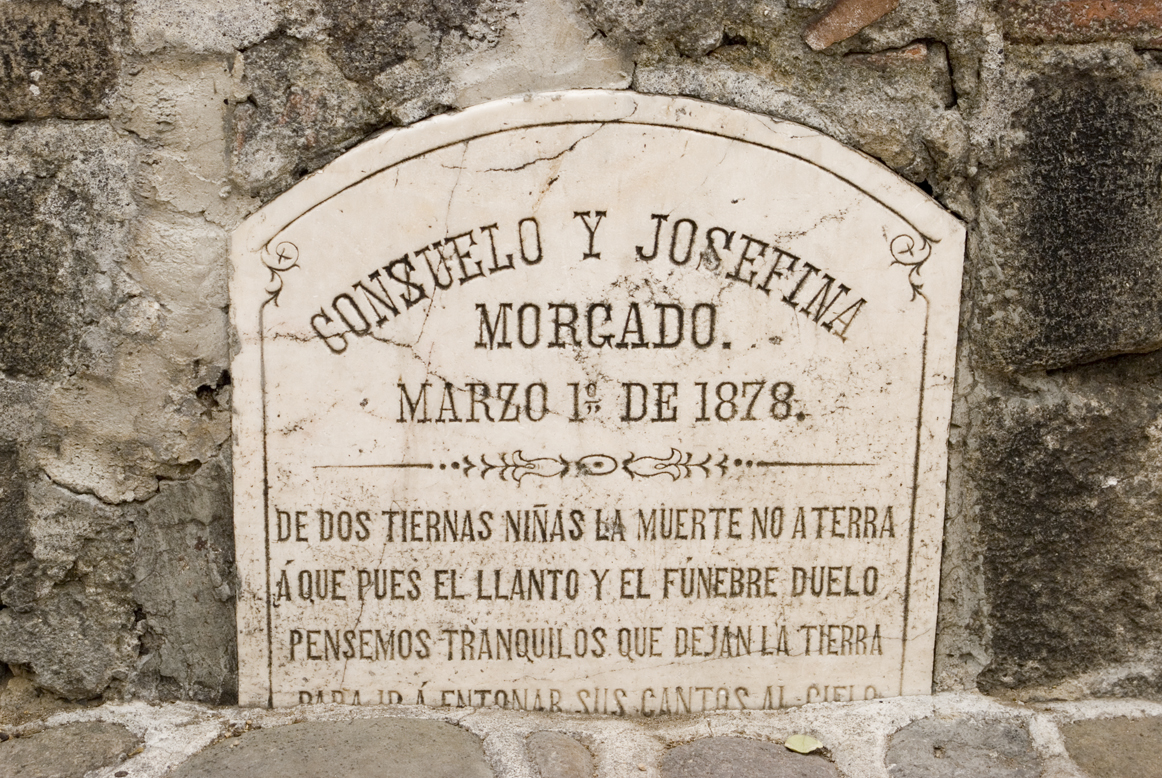 CONSUELO Y JOSEFINA
MORGADO.
MARZO 1º DE 1878.
DE DOS TIERNAS NIÑAS LA MUERTE NO ATERRA
Á QUE PUES EL LLANTO Y EL FÚNEBRE DUELO
PENSEMOS TRANQUILOS QUE DEJAN LA TIERRA
PARA IR Á ENTONAR SUS CANTOS AL CIELO